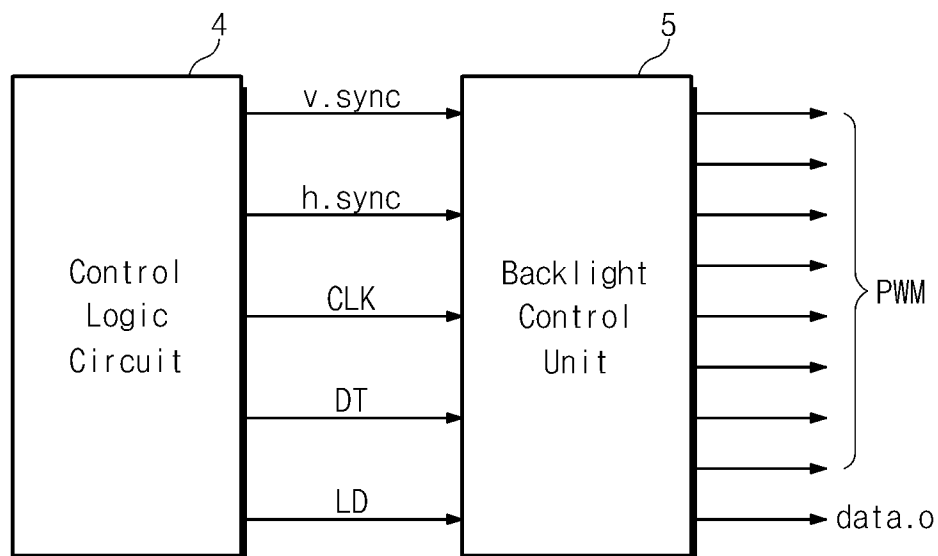 4
5
v.sync
h.sync
CLK
DT
LD
Control
Logic
Circuit
Backlight
Control
Unit
PWM
data.o